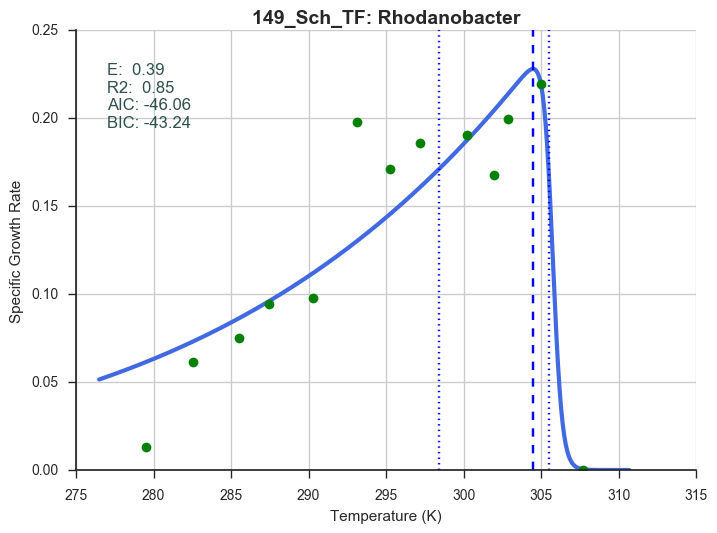 149_Sch_TF: Rhodanobacter
E:  0.39
R2:  0.85
AIC: -46.06
BIC: -43.24
Specific Growth Rate
0.25
0.20
0.15
0.10
0.05
0.00
275 280 285 290 295 300 305 310 315
Temperature (K)